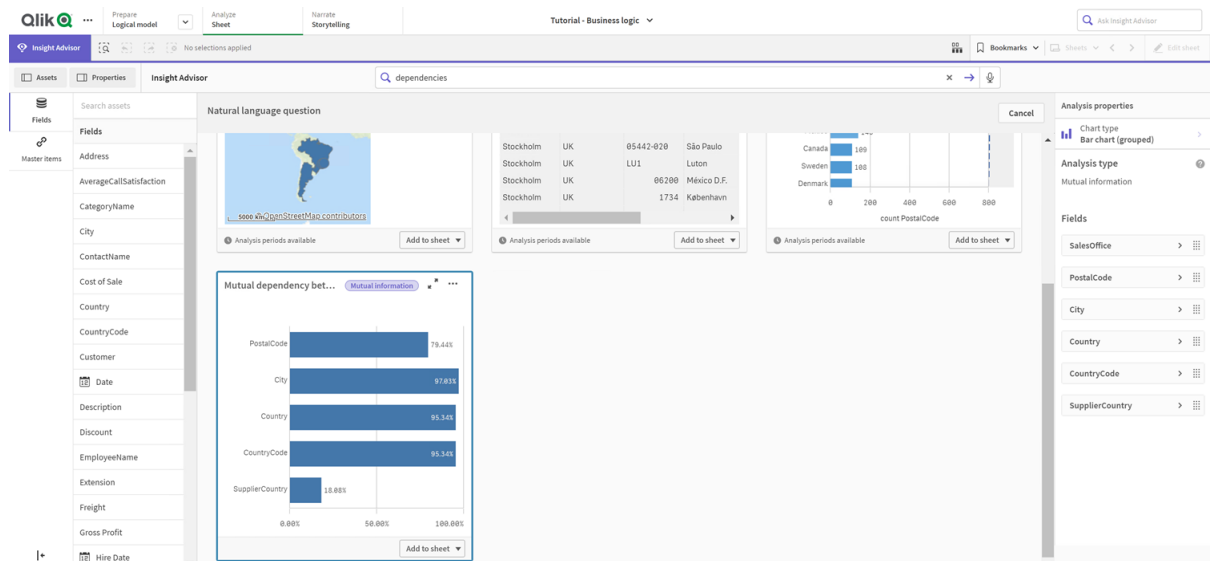 Qlik
Prepare
Logical model
Analyze
Sheet
Narrate
Storytelling
Tutorial - Business logic
Ask Insight Advisor
Insight Advisor
No selections applied
Bookmarks
Sheets
Edit sheet
Assets
Properties
Insight Advisor
dependencies
Fields
Master items
Search assets
Fields
Address
AverageCallSatisfaction
CategoryName
City
ContactName
Cost of Sale
Country
CountryCode
Customer
Date
Description
Discount
EmployeeName
Extension
Freight
Gross Profit
Hire Date
Natural language question
Cancel
5000 km
OpenStreetMap contributors
Analysis periods available
Add to sheet
Stockholm UK 05442-020 São Paulo
Stockholm UK LU1 Luton
Stockholm UK 06200 México D.F.
Stockholm UK 1734 København
Analysis periods available
Add to sheet
Canada 109
Sweden 108
Denmark
0 200 400 600 800
count PostalCode
Analysis periods available
Add to sheet
Mutual dependency bet...
Mutual information
PostalCode 79.44%
City 97.03%
Country 95.34%
CountryCode 95.34%
SupplierCountry 18.08%
0.00% 50.00% 100.00%
Add to sheet
Analysis properties
Chart type
Bar chart (grouped)
Analysis type
Mutual information
Fields
SalesOffice
PostalCode
City
Country
CountryCode
SupplierCountry